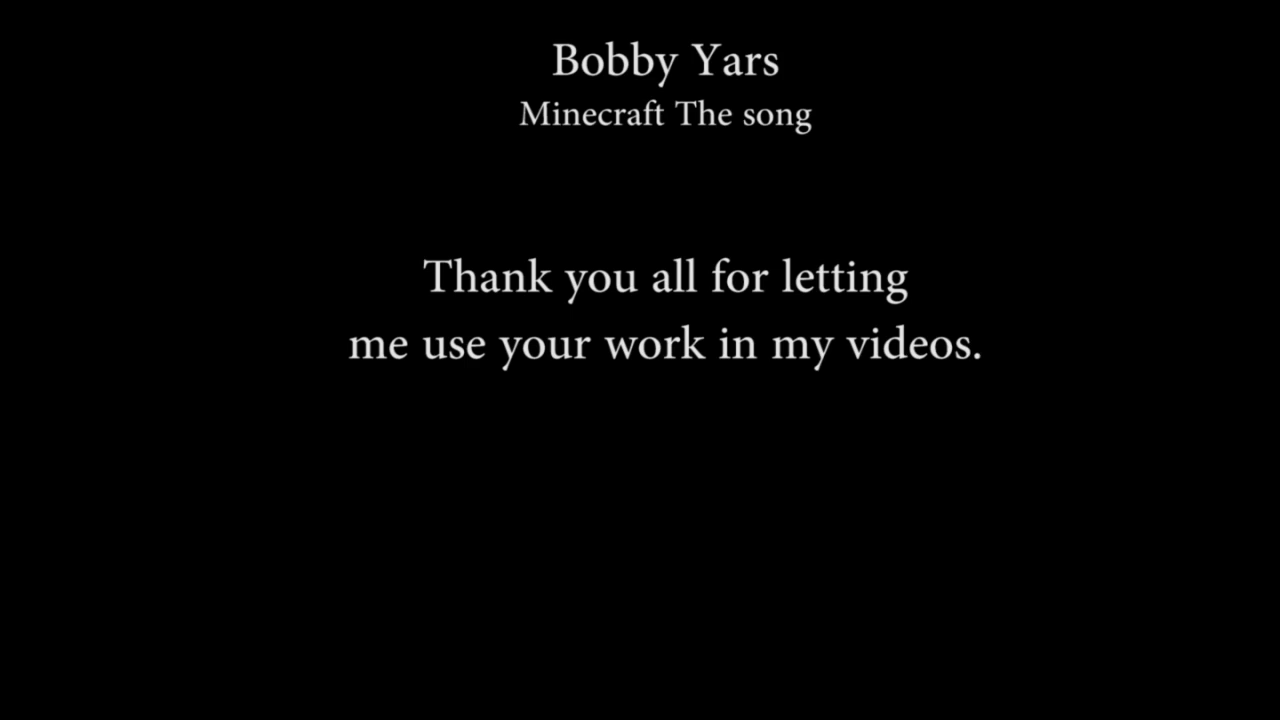 Bobby Yars
Minecraft The song
Thank you all for letting
me use your work in my videos.